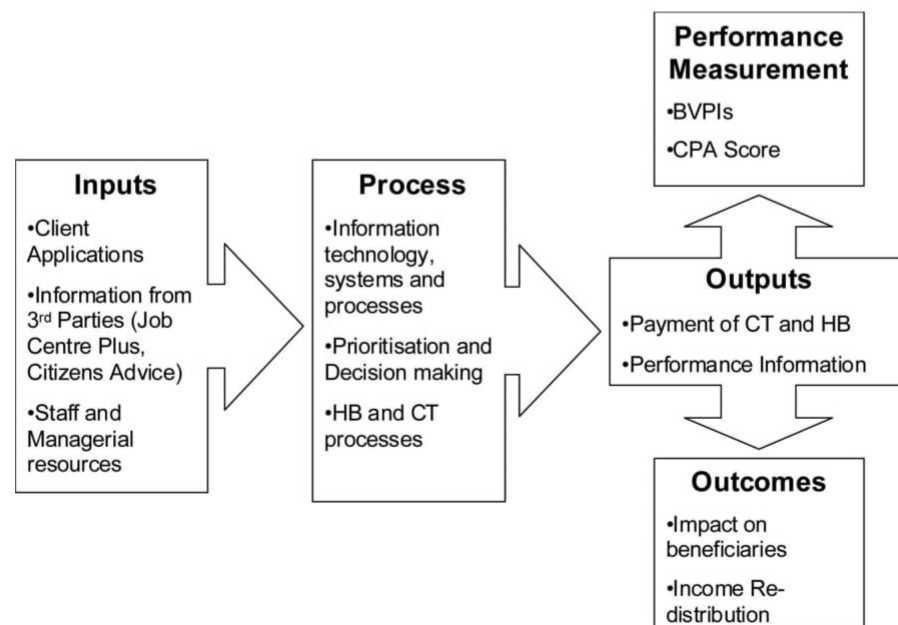 Inputs
•Client
Applications
•Information from
3rd Parties (Job
Centre Plus,
Citizens Advice)
•Staff and
Managerial
resources
Process
•Information
technology,
systems and
processes
•Prioritisation and
Decision making
•HB and CT
processes
Performance
Measurement
•BVPIs
•CPA Score
Outputs
•Payment of CT and HB
•Performance Information
Outcomes
•Impact on
beneficiaries
•Income Re-
distribution